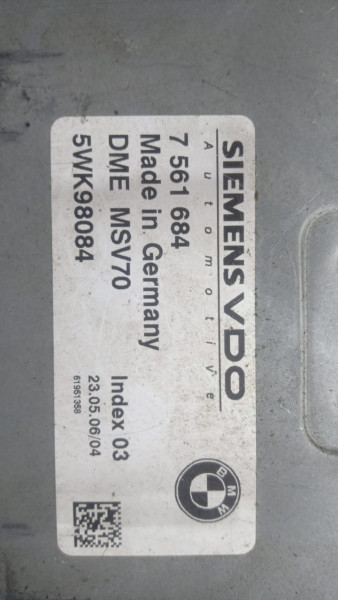 SIEMENS VDO
Automotive
7 561 684
Made in Germany
DME MSV70 Index 03
5WK98084 23.05.06/04
61951358
BMW